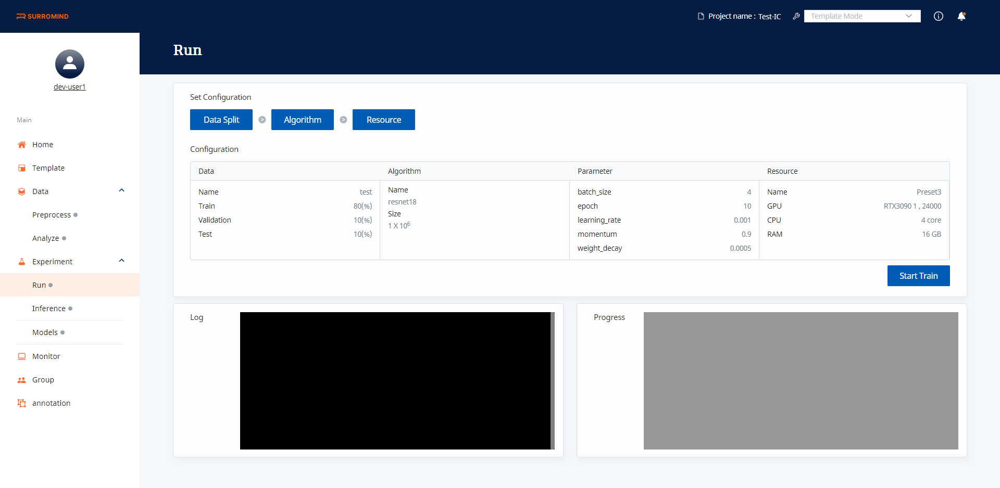 SURROMIND
Project name : Test-IC
Template Mode
Run
dev-user1
Main
Home
Template
Data
Preprocess
Analyze
Experiment
Run
Inference
Models
Monitor
Group
annotation
Set Configuration
Data Split > Algorithm > Resource
Configuration
Data Algorithm Parameter Resource
Name test
Train 80(%)
Validation 10(%)
Test 10(%)
Name
resnet18
Size
1 X 10⁶
batch_size 4
epoch 10
learning_rate 0.001
momentum 0.9
weight_decay 0.0005
Name Preset3
GPU RTX3090 1 , 24000
CPU 4 core
RAM 16 GB
Start Train
Log
Progress